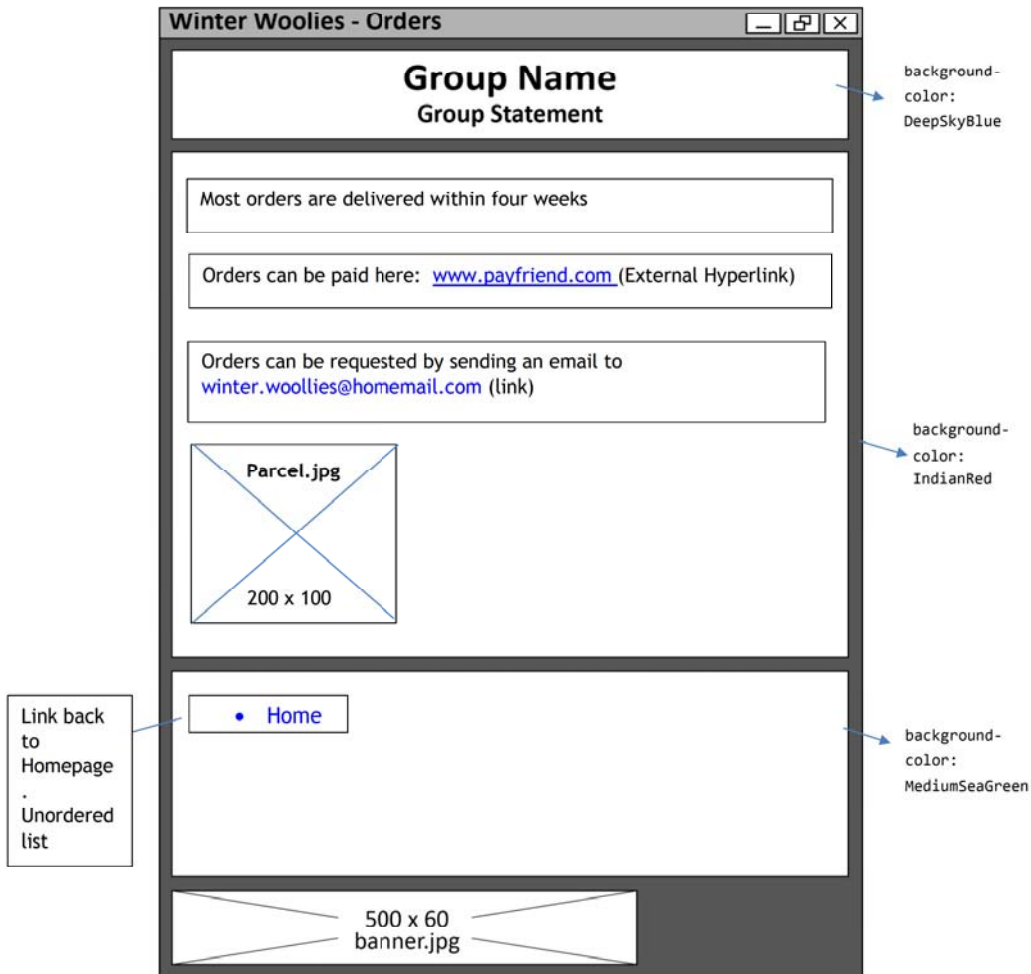 Winter Woolies - Orders
Group Name
Group Statement
background-
color:
DeepSkyBlue
Most orders are delivered within four weeks
Orders can be paid here: www.payfriend.com (External Hyperlink)
Orders can be requested by sending an email to
winter.woollies@homemail.com (link)
background-
color:
IndianRed
Parcel.jpg
200 x 100
Link back
to
Homepage
.
Unordered
list
• Home
background-
color:
MediumSeaGreen
500 x 60
banner.jpg